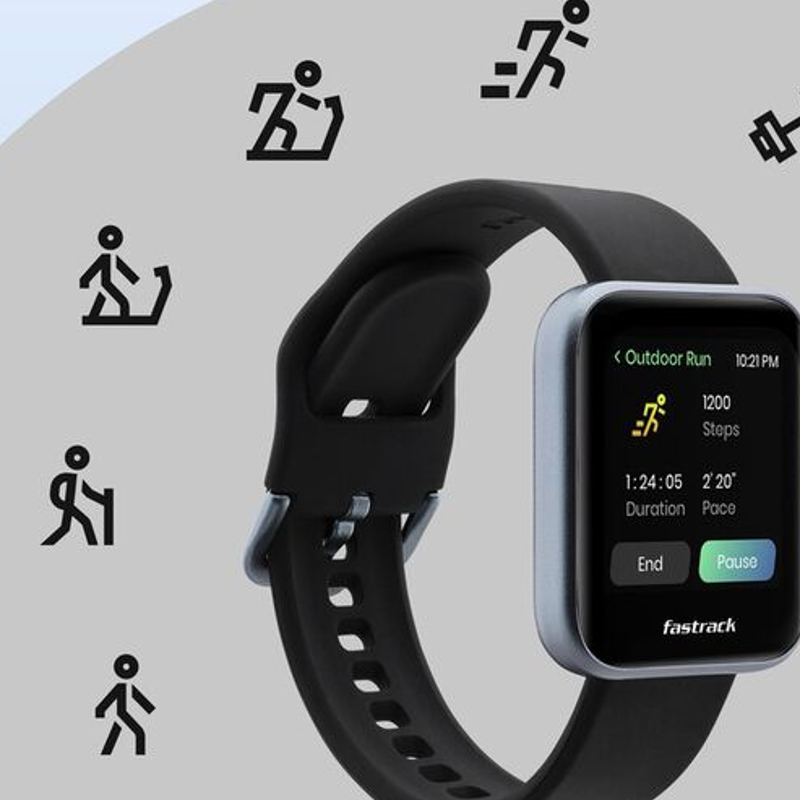 < Outdoor Run 10:21 PM
1200
Steps
1:24:05 2'20"
Duration Pace
End Pause
fastrack